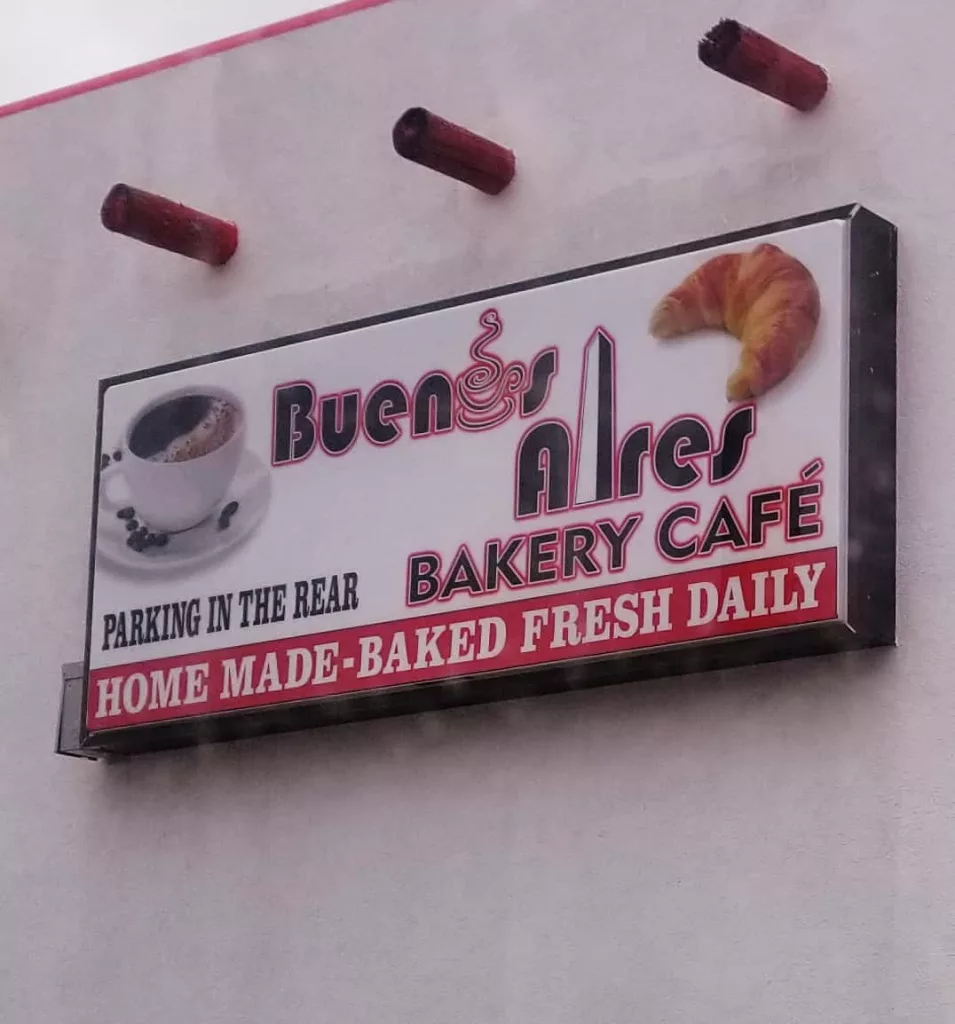 Buenos
Aires
BAKERY CAFÉ
PARKING IN THE REAR
HOME MADE-BAKED FRESH DAILY